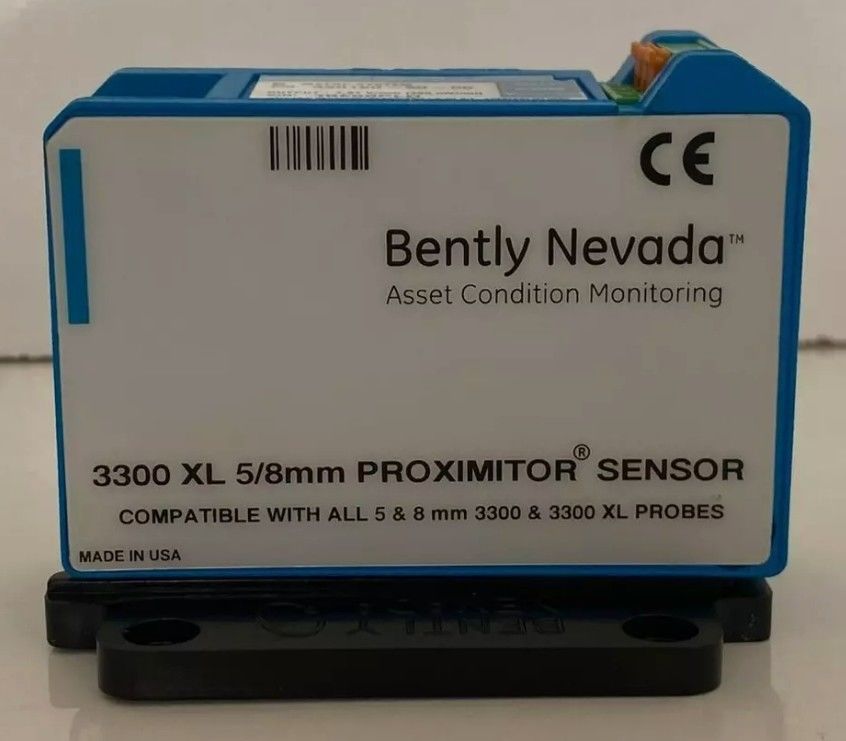 CE
Bently Nevada™
Asset Condition Monitoring
3300 XL 5/8mm PROXIMITOR® SENSOR
COMPATIBLE WITH ALL 5 & 8 mm 3300 & 3300 XL PROBES
MADE IN USA
BENTLY